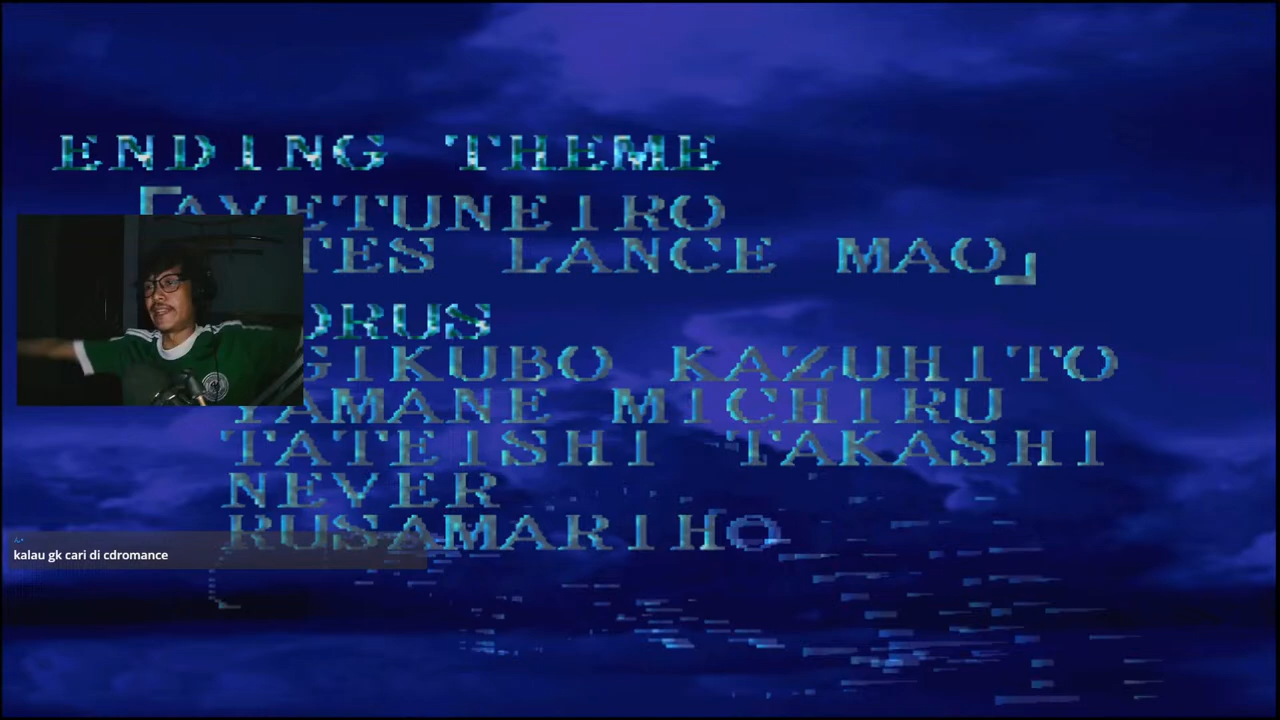 ENDING THEME
「AVETUNEIRO
TES LANCE MAO」
ORUS
GIKUBO KAZUHITO
YAMANE MICHIRU
TATEISHI TAKASHI
NEVER
RUSAMARIHO
kalau gk cari di cdromance